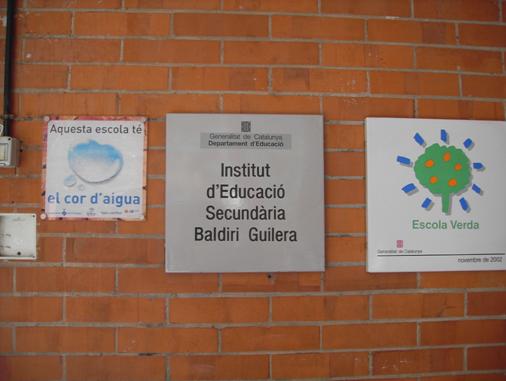 Aquesta escola té
el cor d'aigua
Generalitat de Catalunya
Departament d'Educació
Institut
d'Educació
Secundària
Baldiri Guilera
Escola Verda
Generalitat de Catalunya
novembre de 2002